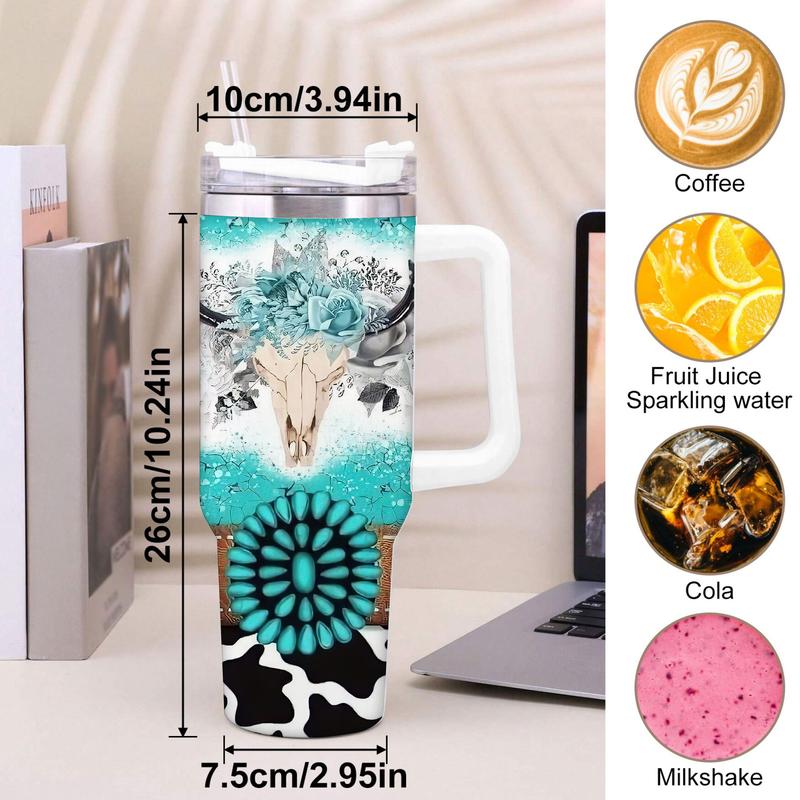 10cm/3.94in
KINFOLK
26cm/10.24in
7.5cm/2.95in
Coffee
Fruit Juice
Sparkling water
Cola
Milkshake